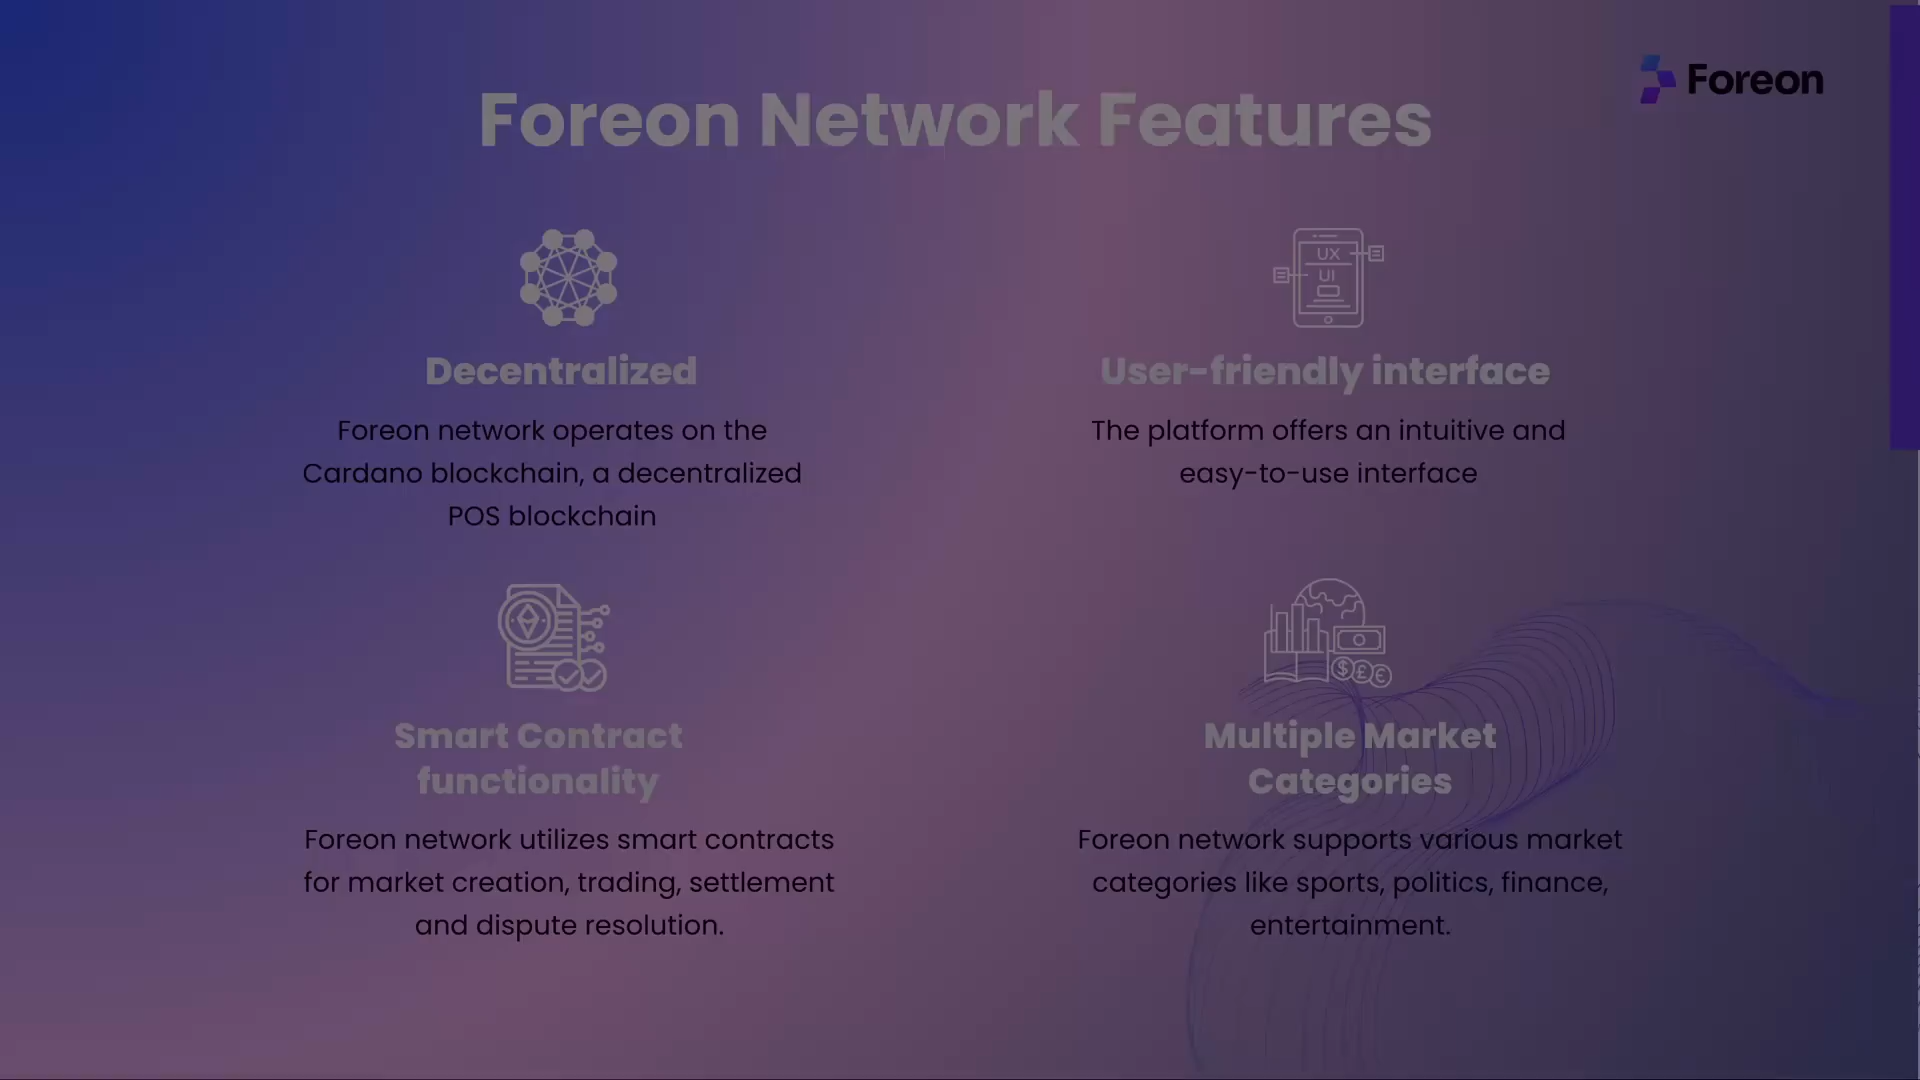 Foreon
Foreon Network Features
UX
UI
Decentralized
Foreon network operates on the
Cardano blockchain, a decentralized
POS blockchain
User-friendly interface
The platform offers an intuitive and
easy-to-use interface
$ £ €
Smart Contract
functionality
Foreon network utilizes smart contracts
for market creation, trading, settlement
and dispute resolution.
Multiple Market
Categories
Foreon network supports various market
categories like sports, politics, finance,
entertainment.